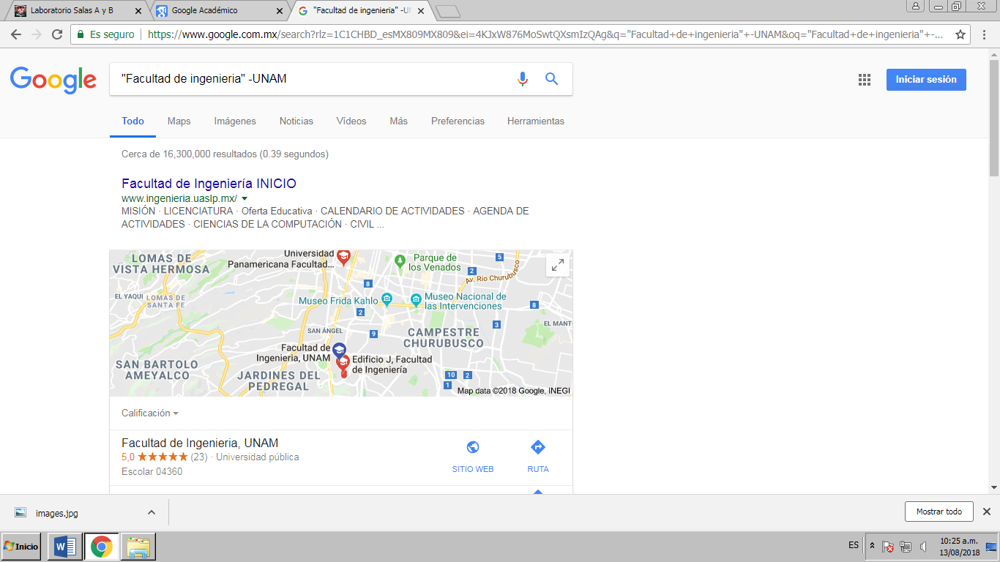 Laboratorio Salas A y B
Google Académico
"Facultad de ingenieria" -U
Es seguro
https://www.google.com.mx/search?rlz=1C1CHBD_esMX809MX809&ei=4KJxW876MoSwtQXsmIzQAg&q="Facultad+de+ingenieria"+-UNAM&oq="Facultad+de+ingenieria"+-...
Google
"Facultad de ingenieria" -UNAM
Iniciar sesión
Todo Maps Imágenes Noticias Vídeos Más Preferencias Herramientas
Cerca de 16,300,000 resultados (0.39 segundos)
Facultad de Ingeniería INICIO
www.ingenieria.uaslp.mx/
MISIÓN · LICENCIATURA · Oferta Educativa · CALENDARIO DE ACTIVIDADES · AGENDA DE
ACTIVIDADES · CIENCIAS DE LA COMPUTACIÓN · CIVIL ...
LOMAS DE
VISTA HERMOSA
Universidad
Panamericana Facultad...
Parque de
los Venados
5
2
Av. Río Churubusco
8
EL YAQUI
LOMAS DE
SANTA FE
Museo Frida Kahlo
Museo Nacional de
las Intervenciones
8
2
3
EL MANTO
SAN ÁNGEL
9
CAMPESTRE
CHURUBUSCO
Facultad de
Ingenieria, UNAM
Edificio J, Facultad
de Ingeniería
SAN BARTOLO
AMEYALCO
JARDINES DEL
PEDREGAL
10 2
1
Map data ©2018 Google, INEGI
Calificación
Facultad de Ingenieria, UNAM
5,0 (23) · Universidad pública
Escolar 04360
SITIO WEB
RUTA
images.jpg
Mostrar todo
Inicio
ES
10:25 a.m.
13/08/2018